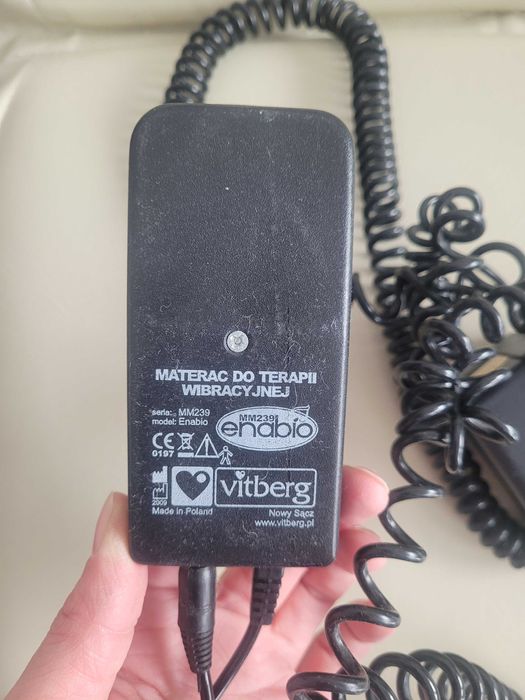 MATERAC DO TERAPII
WIBRACYJNEJ
seria: MM239
model: Enabio
MM239
enabio
CE
0197
2009
vitberg
Made in Poland
Nowy Sącz
www.vitberg.pl